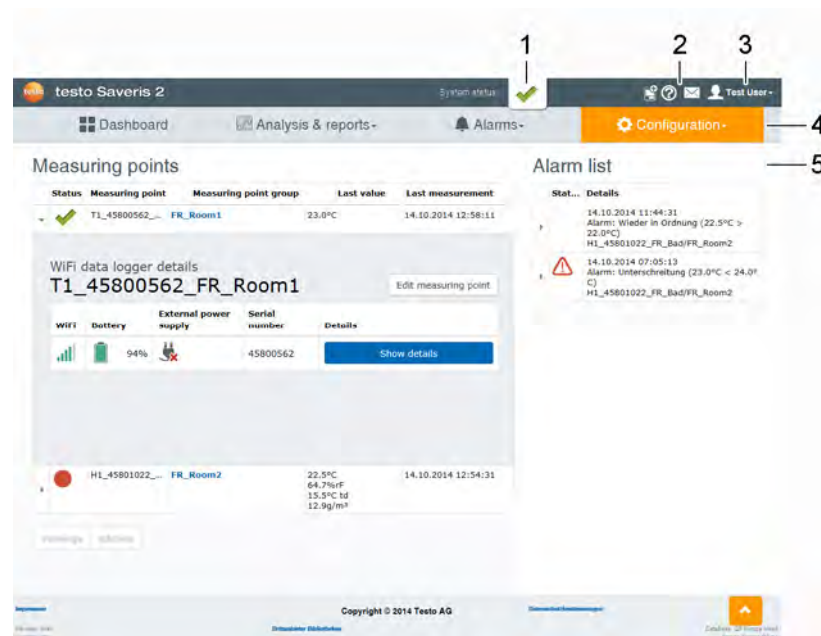 1 2 3
testo testo Saveris 2 System status Test User
Dashboard Analysis & reports Alarms Configuration 4
Measuring points Alarm list 5
Status Measuring point Measuring point group Last value Last measurement Stat... Details
T1_45800562_... FR_Room1 23.0°C 14.10.2014 12:58:11
14.10.2014 11:44:31
Alarm: Wieder in Ordnung (22.5°C >
22.0°C)
H1_45801022_FR_Bad/FR_Room2
14.10.2014 07:05:13
Alarm: Unterschreitung (23.0°C < 24.0°
C)
H1_45801022_FR_Bad/FR_Room2
WiFi data logger details
T1_45800562_FR_Room1 Edit measuring point
WiFi Battery External power supply Serial number Details
94% 45800562 Show details
H1_45801022_... FR_Room2 22.5°C 14.10.2014 12:54:31
64.7%rF
15.5°C td
12.9g/m³
Copyright © 2014 Testo AG